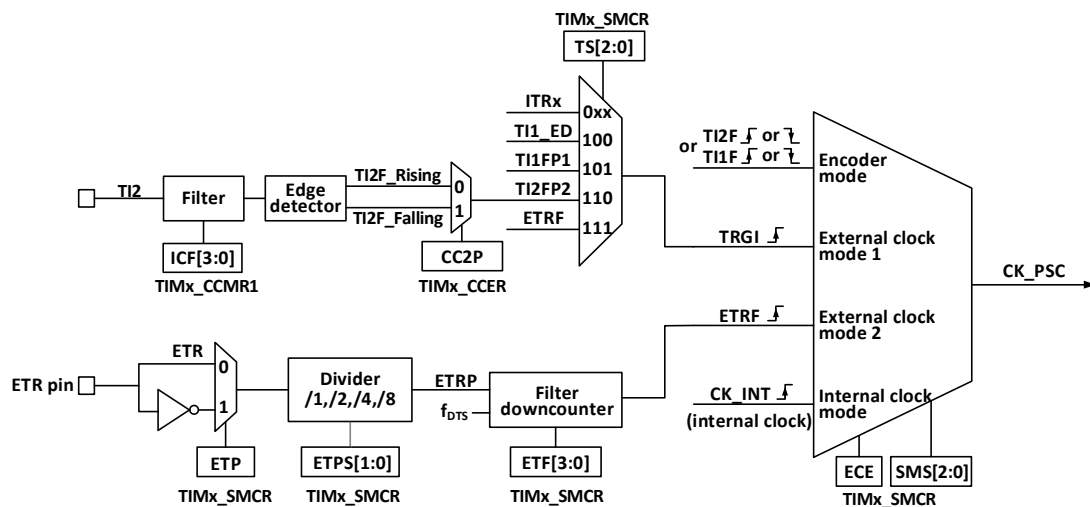 TIMx_SMCR
TS[2:0]
ITRx
0xx
TI1_ED
100
TI1FP1
101
TI2FP2
110
ETRF
111
TI2
Filter
ICF[3:0]
TIMx_CCMR1
Edge
detector
TI2F_Rising
TI2F_Falling
0
1
CC2P
TIMx_CCER
or TI2F or
TI1F or
Encoder
mode
TRGI
External clock
mode 1
ETRF
External clock
mode 2
CK_INT
(internal clock)
Internal clock
mode
CK_PSC
ECE
SMS[2:0]
TIMx_SMCR
ETR pin
ETR
0
1
ETP
TIMx_SMCR
Divider
/1,/2,/4,/8
ETPS[1:0]
TIMx_SMCR
ETRP
fDTS
Filter
downcounter
ETF[3:0]
TIMx_SMCR